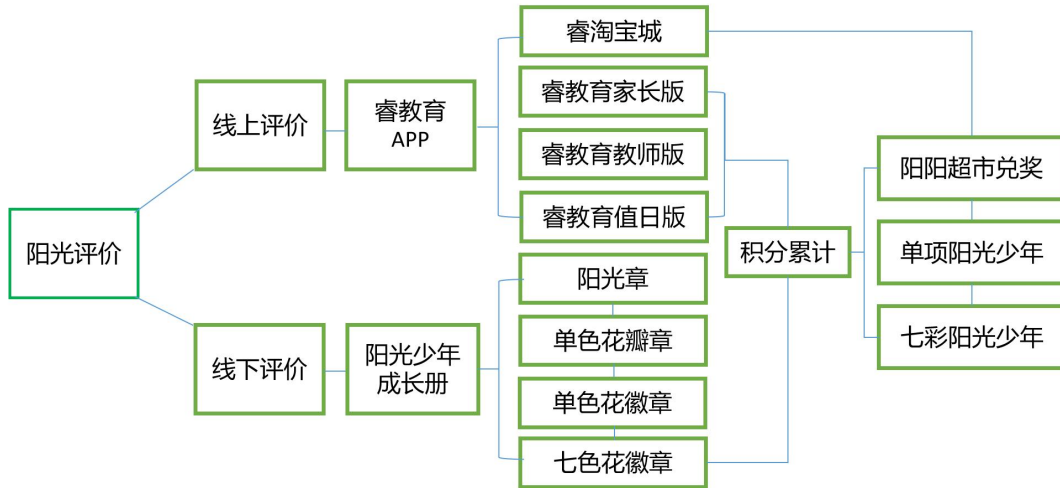 阳光评价
线上评价
睿教育
APP
睿淘宝城
睿教育家长版
睿教育教师版
睿教育值日版
线下评价
阳光少年
成长册
阳光章
单色花瓣章
单色花徽章
七色花徽章
积分累计
阳阳超市兑奖
单项阳光少年
七彩阳光少年